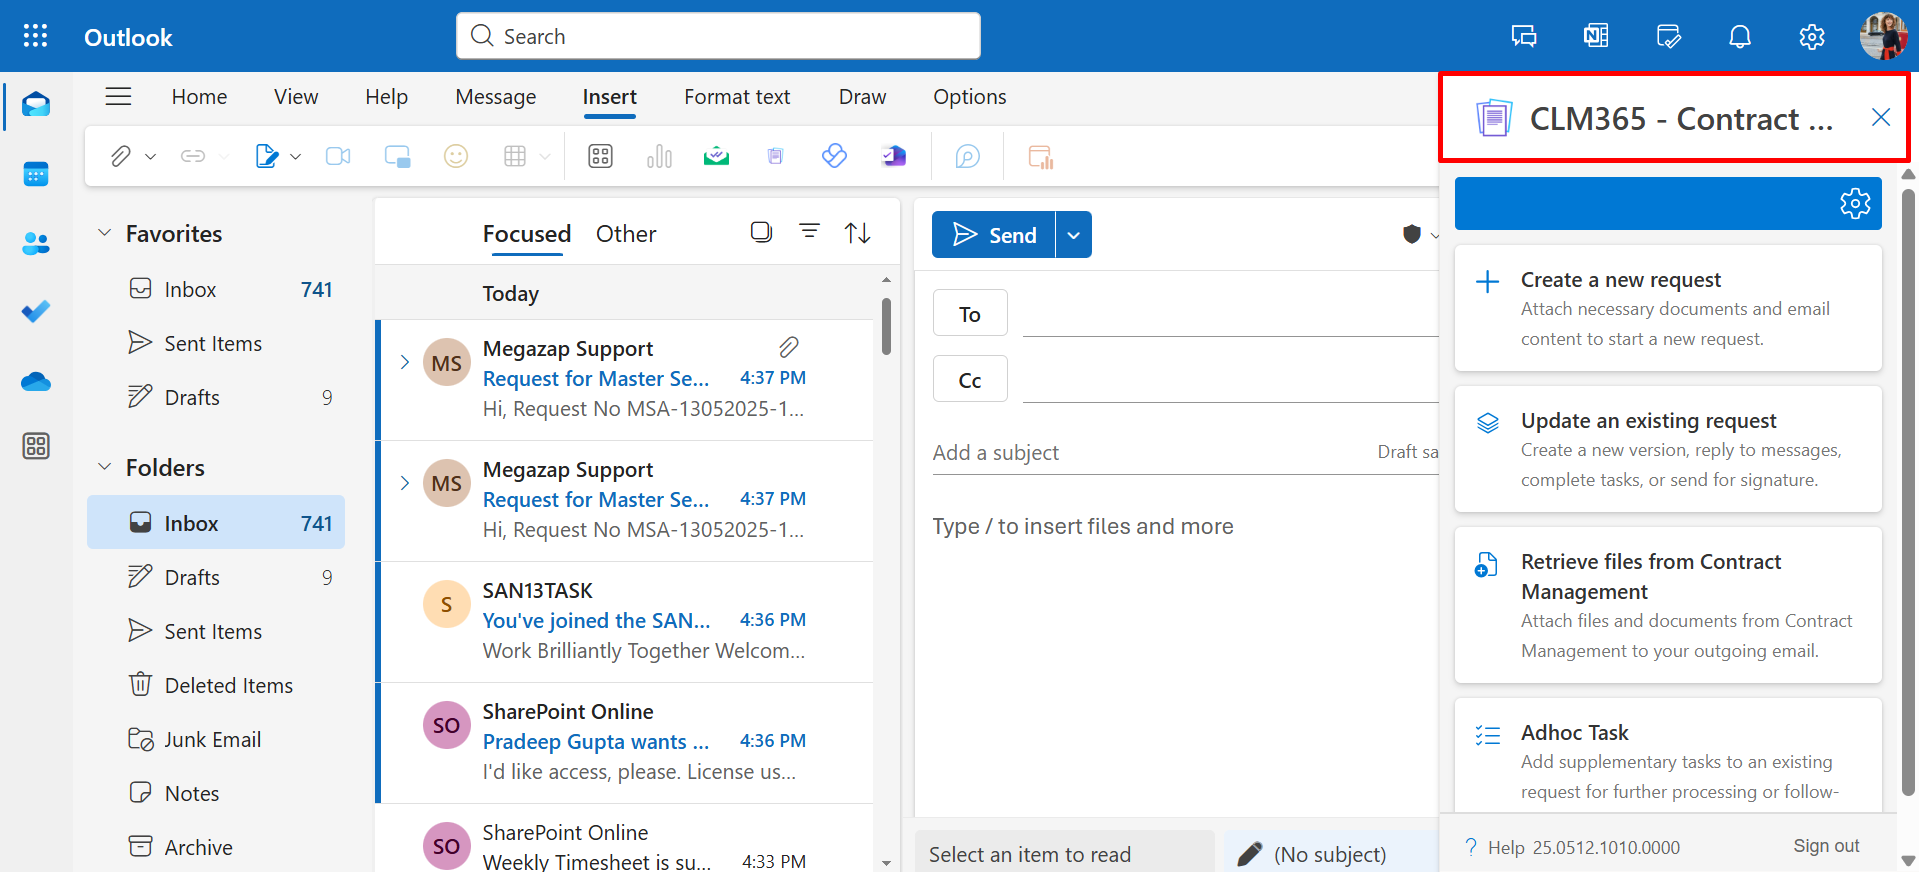 Outlook
Search
Home View Help Message Insert Format text Draw Options
CLM365 - Contract ...
Favorites
Inbox 741
Sent Items
Drafts 9
Folders
Inbox 741
Drafts 9
Sent Items
Deleted Items
Junk Email
Notes
Archive
Focused Other
Today
MS
Megazap Support
Request for Master Se... 4:37 PM
Hi, Request No MSA-13052025-1...
MS
Megazap Support
Request for Master Se... 4:37 PM
Hi, Request No MSA-13052025-1...
S
SAN13TASK
You've joined the SAN... 4:36 PM
Work Brilliantly Together Welcom...
SO
SharePoint Online
Pradeep Gupta wants ... 4:36 PM
I'd like access, please. License us...
SO
SharePoint Online
Weekly Timesheet is su... 4:33 PM
Send
To
Cc
Add a subject Draft sa
Type / to insert files and more
Select an item to read
(No subject)
Create a new request
Attach necessary documents and email
content to start a new request.
Update an existing request
Create a new version, reply to messages,
complete tasks, or send for signature.
Retrieve files from Contract
Management
Attach files and documents from Contract
Management to your outgoing email.
Adhoc Task
Add supplementary tasks to an existing
request for further processing or follow-
? Help 25.0512.1010.0000 Sign out